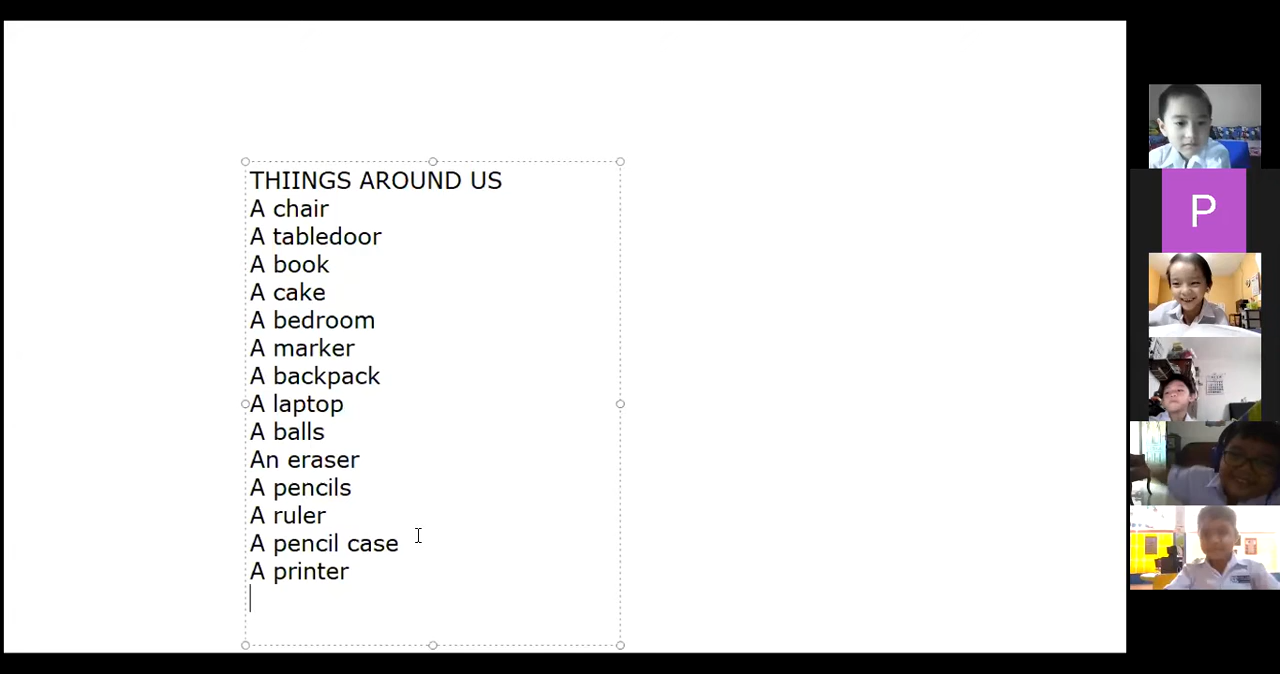 THIINGS AROUND US
A chair
A tabledoor
A book
A cake
A bedroom
A marker
A backpack
A laptop
A balls
An eraser
A pencils
A ruler
A pencil case
A printer
P